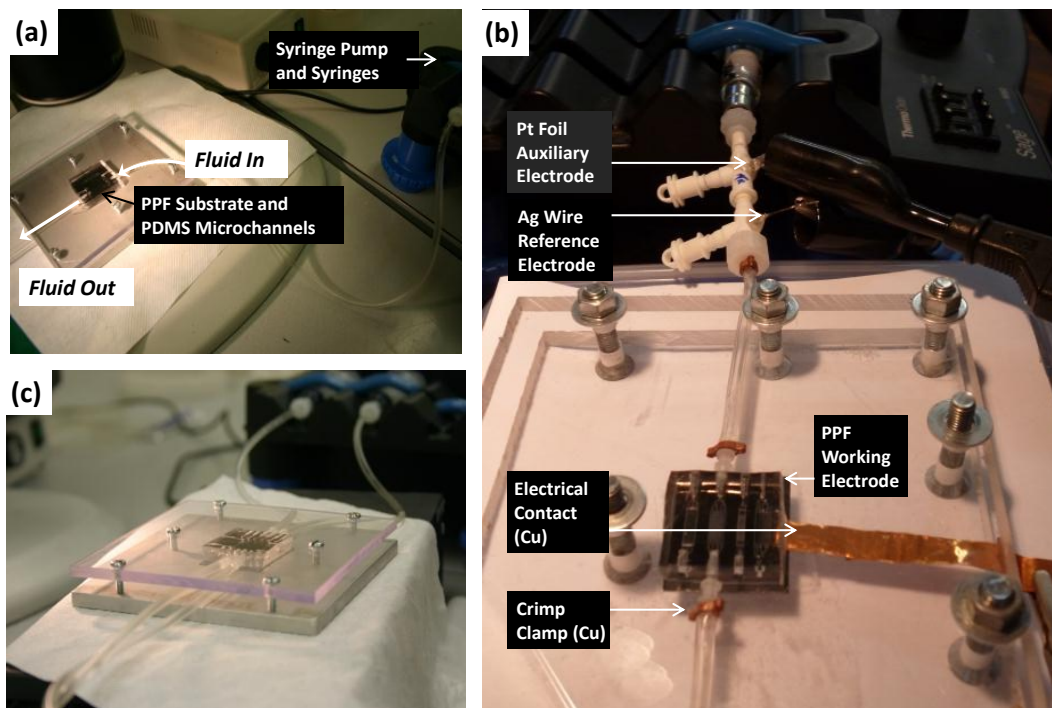 (a)
Syringe Pump
and Syringes
Fluid In
PPF Substrate and
PDMS Microchannels
Fluid Out
(b)
Pt Foil
Auxiliary
Electrode
Ag Wire
Reference
Electrode
Sage
PPF
Working
Electrode
Electrical
Contact
(Cu)
Crimp
Clamp (Cu)
(c)